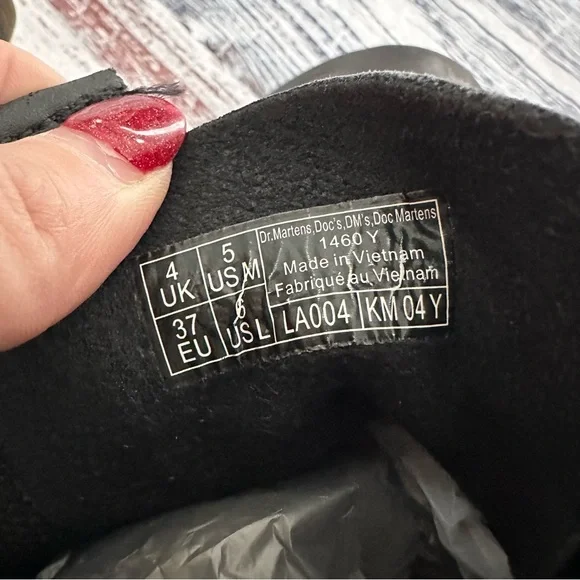 4
UK
5
US M
Dr.Martens,Doc's,DM's,Doc Martens
1460 Y
Made in Vietnam
Fabriqué au Vietnam
37
EU
6
US L
LA004
KM 04 Y